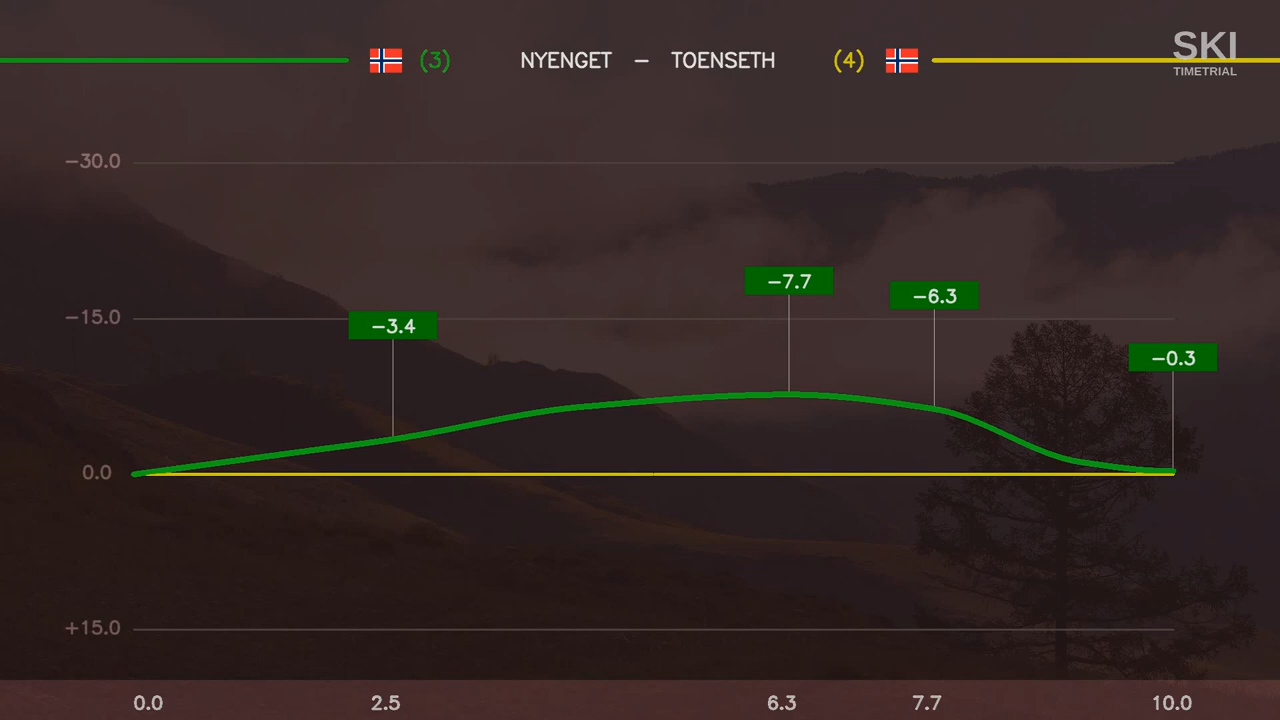 (3) NYENGET – TOENSETH (4)
SKI
TIMETRIAL
−30.0
−7.7
−6.3
−15.0
−3.4
−0.3
0.0
+15.0
0.0 2.5 6.3 7.7 10.0